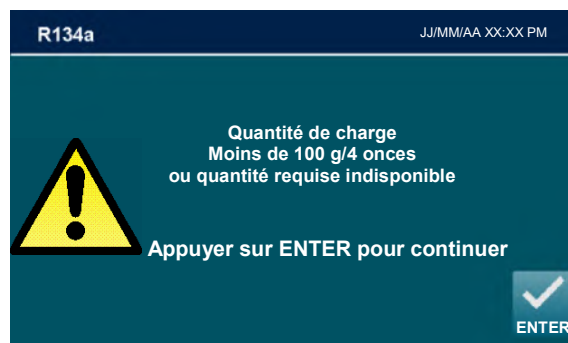 R134a JJ/MM/AA XX:XX PM
Quantité de charge
Moins de 100 g/4 onces
ou quantité requise indisponible
Appuyer sur ENTER pour continuer
ENTER